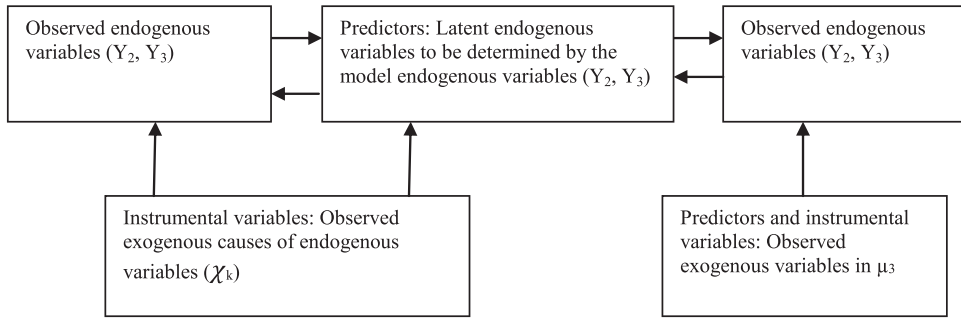 Observed endogenous
variables (Y₂, Y₃)
Predictors: Latent endogenous
variables to be determined by the
model endogenous variables (Y₂, Y₃)
Observed endogenous
variables (Y₂, Y₃)
Instrumental variables: Observed
exogenous causes of endogenous
variables (χₖ)
Predictors and instrumental
variables: Observed
exogenous variables in μ₃